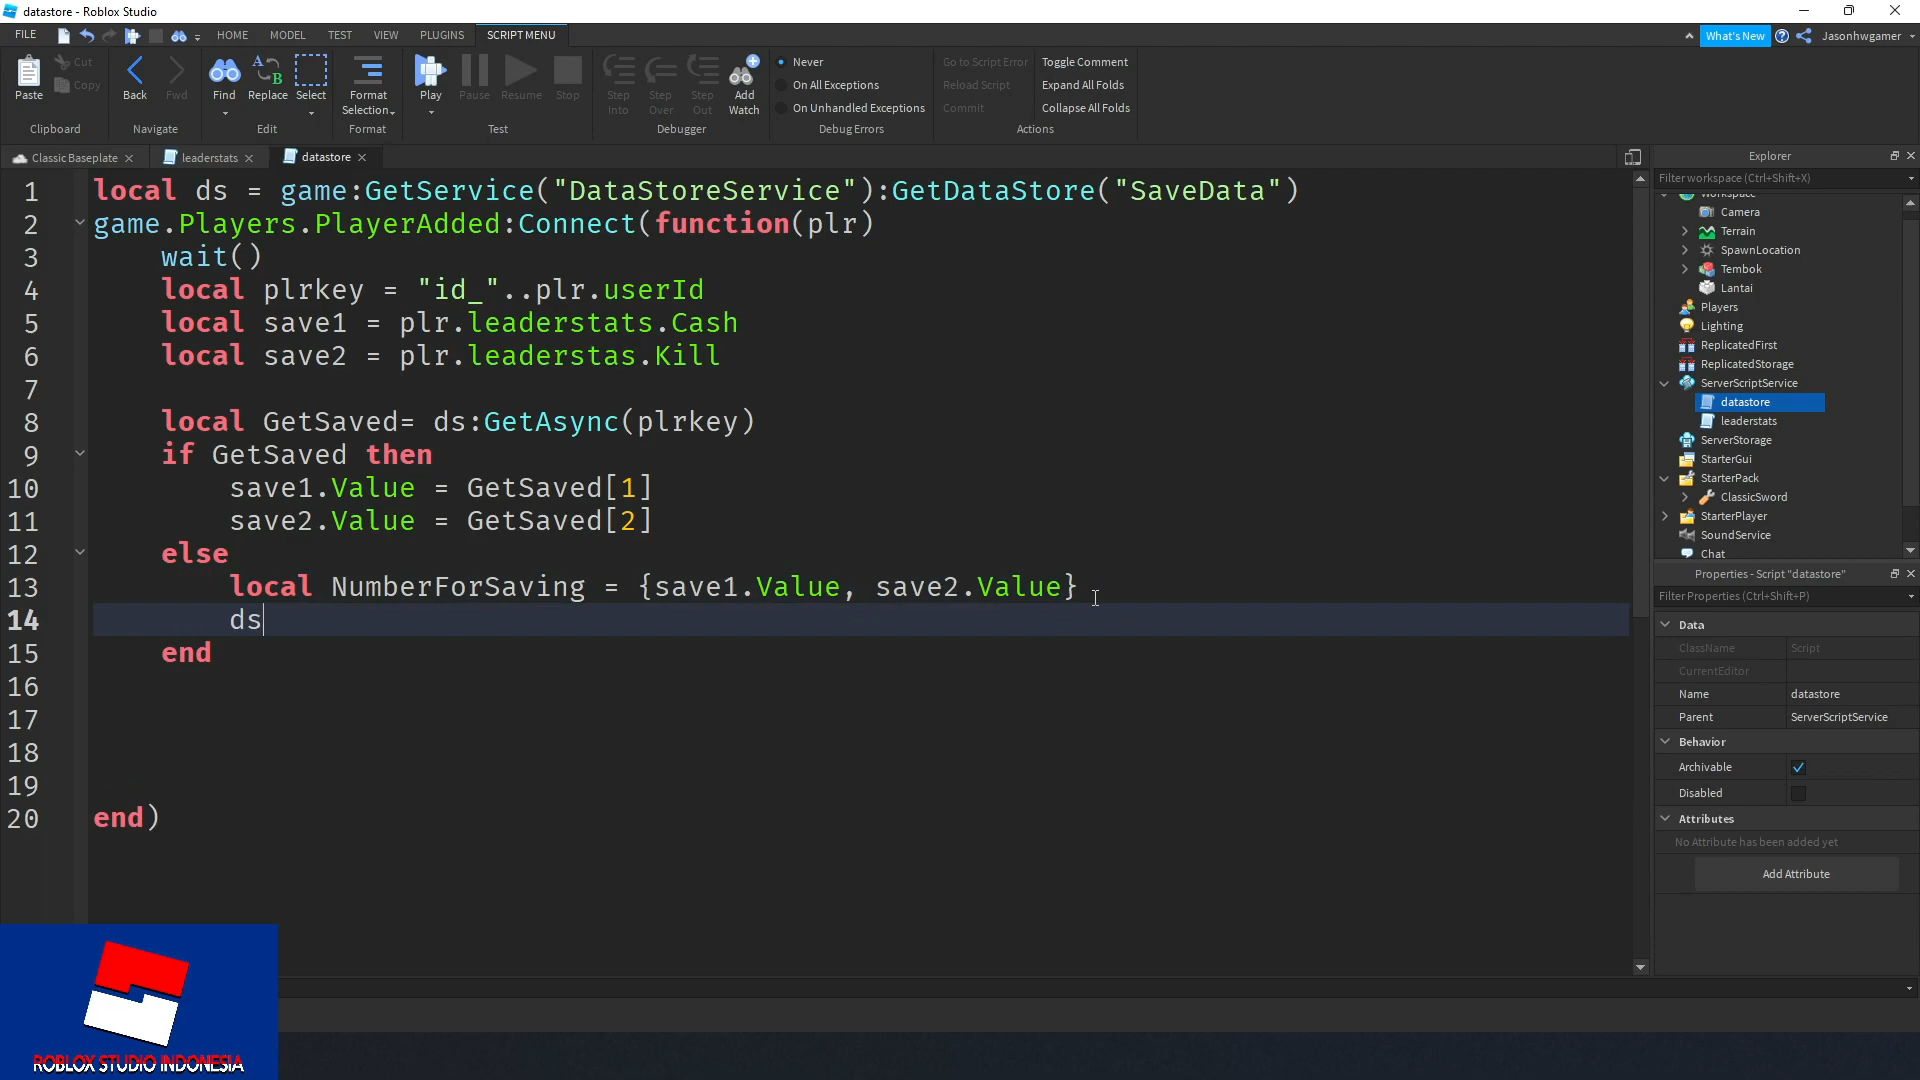 datastore - Roblox Studio
FILE HOME MODEL TEST VIEW PLUGINS SCRIPT MENU What's New Jasonhwgamer
Paste Cut Copy Clipboard
Back Fwd Navigate
Find Replace Select Edit
Format Selection Format
Play Pause Resume Stop Test
Step Into Step Over Step Out Add Watch Debugger
Never
On All Exceptions
On Unhandled Exceptions
Debug Errors
Go to Script Error Toggle Comment
Reload Script Expand All Folds
Commit Collapse All Folds
Actions
Classic Baseplate leaderstats datastore
1 local ds = game:GetService("DataStoreService"):GetDataStore("SaveData")
2 game.Players.PlayerAdded:Connect(function(plr)
3 wait()
4 local plrkey = "id_"..plr.userId
5 local save1 = plr.leaderstats.Cash
6 local save2 = plr.leaderstas.Kill
7
8 local GetSaved= ds:GetAsync(plrkey)
9 if GetSaved then
10 save1.Value = GetSaved[1]
11 save2.Value = GetSaved[2]
12 else
13 local NumberForSaving = {save1.Value, save2.Value}
14 ds
15 end
16
17
18
19
20 end)
Explorer
Filter workspace (Ctrl+Shift+X)
Workspace
Camera
Terrain
SpawnLocation
Tembok
Lantai
Players
Lighting
ReplicatedFirst
ReplicatedStorage
ServerScriptService
datastore
leaderstats
ServerStorage
StarterGui
StarterPack
ClassicSword
StarterPlayer
SoundService
Chat
Properties - Script "datastore"
Filter Properties (Ctrl+Shift+P)
Data
ClassName Script
CurrentEditor
Name datastore
Parent ServerScriptService
Behavior
Archivable
Disabled
Attributes
No Attribute has been added yet
Add Attribute
ROBLOX STUDIO INDONESIA